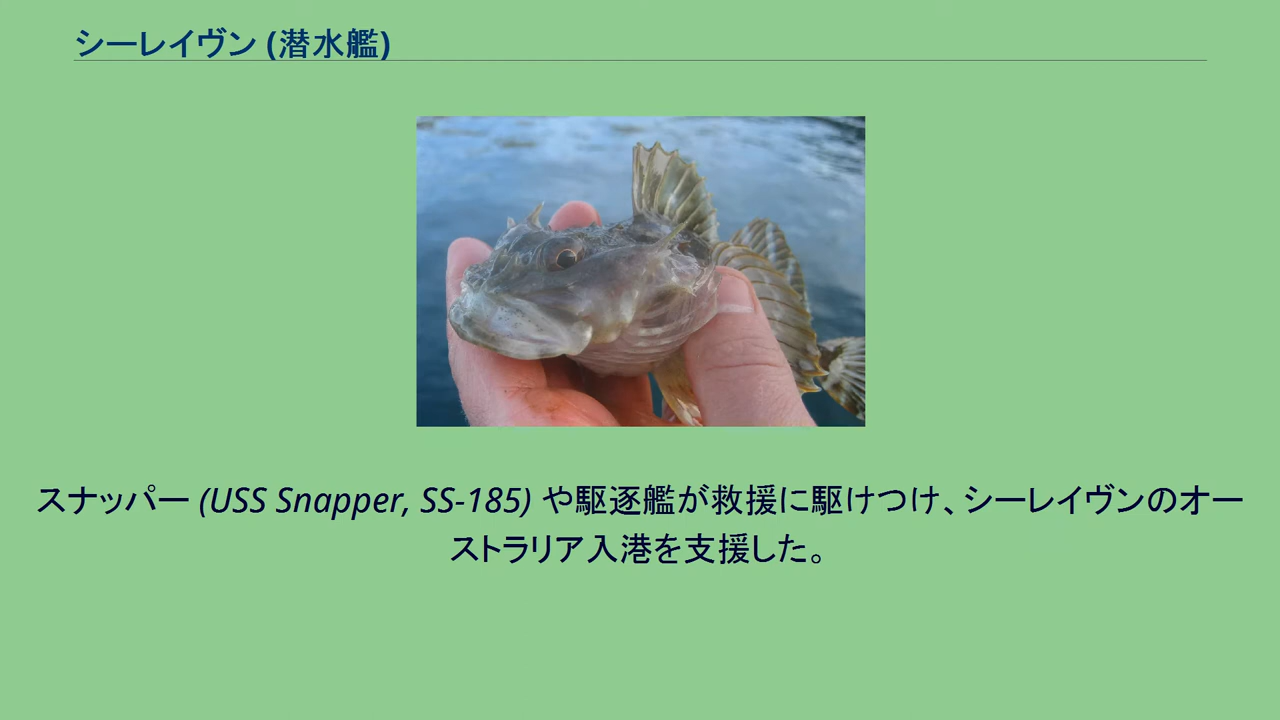 シーレイヴン (潜水艦)
スナッパー (USS Snapper, SS-185) や駆逐艦が救援に駆けつけ、シーレイヴンのオー
ストラリア入港を支援した。